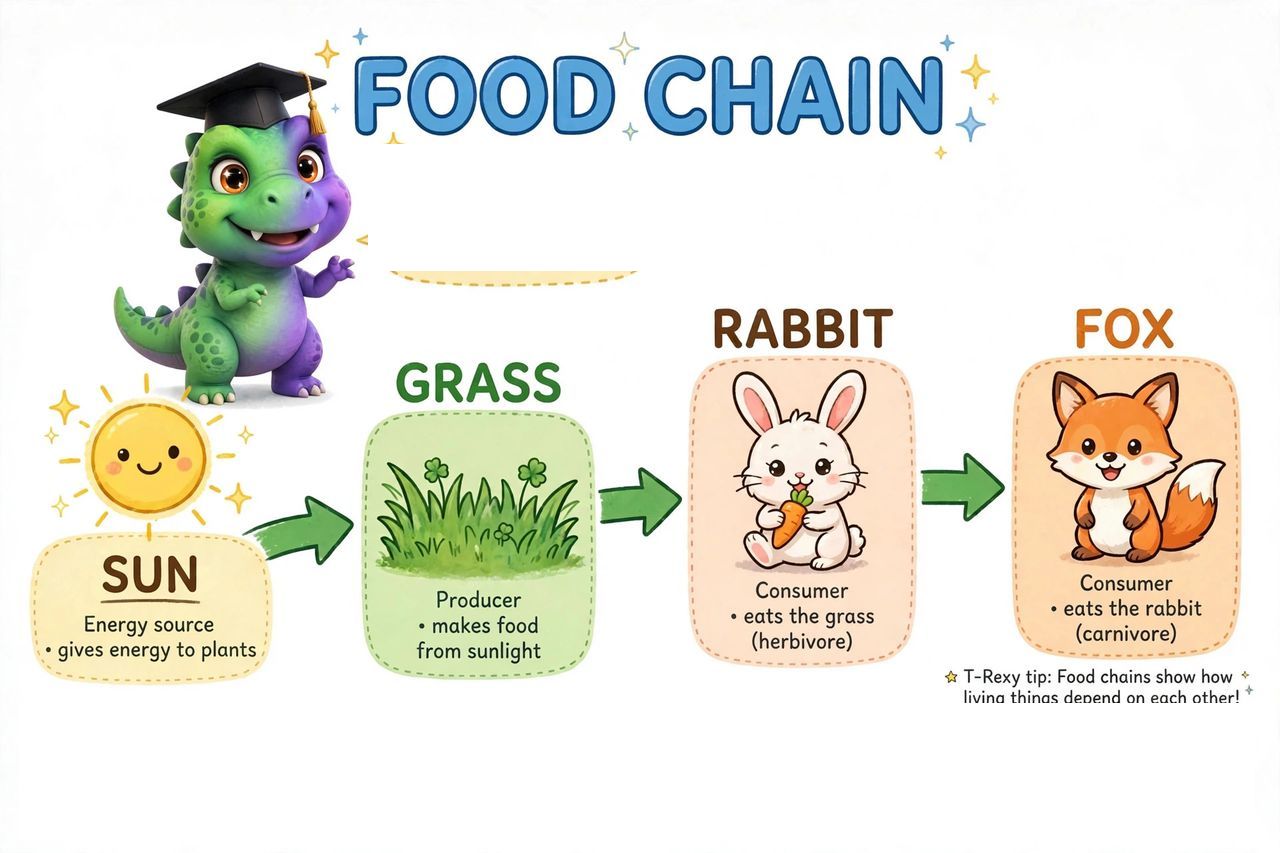 FOOD CHAIN
SUN
Energy source
• gives energy to plants
GRASS
Producer
• makes food
from sunlight
RABBIT
Consumer
• eats the grass
(herbivore)
FOX
Consumer
• eats the rabbit
(carnivore)
T-Rexy tip: Food chains show how
living things depend on each other!